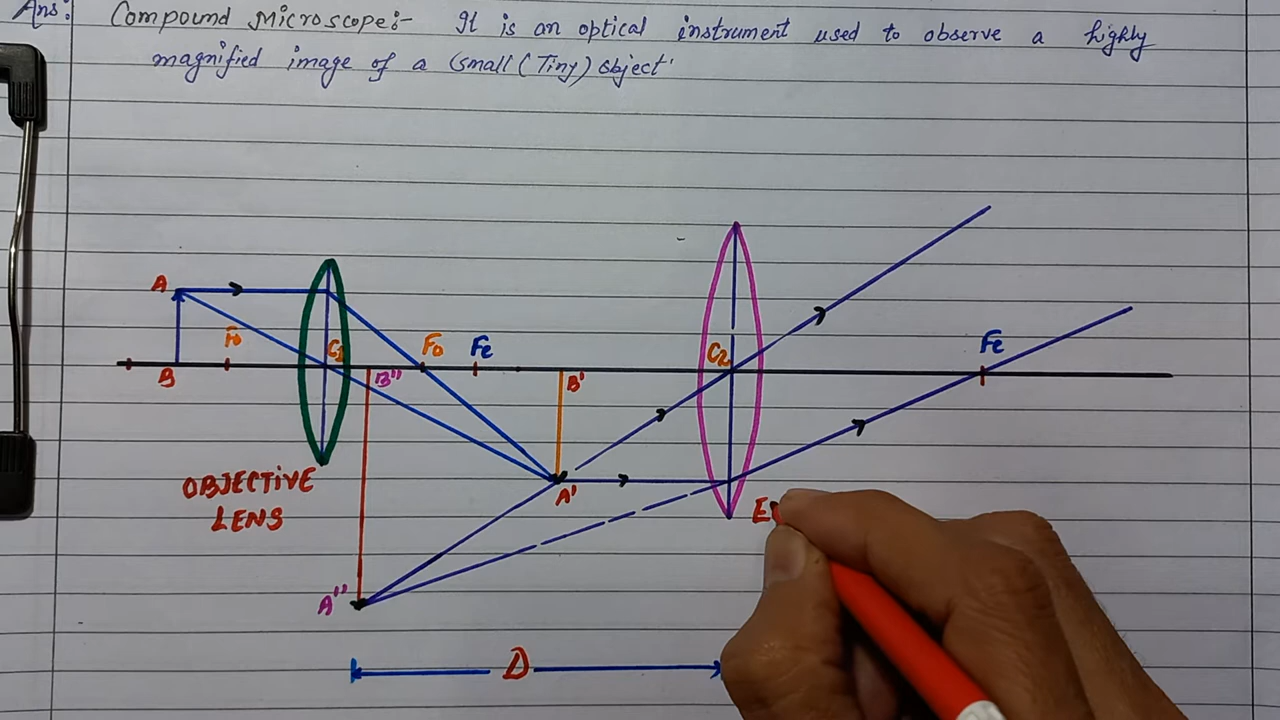 Ans: Compound Microscope:- It is an optical instrument used to observe a highly
magnified image of a small (Tiny) object.
A
Fo
C1
Fo
Fe
C2
Fe
B
B"
B'
OBJECTIVE
LENS
A'
E
A"
D